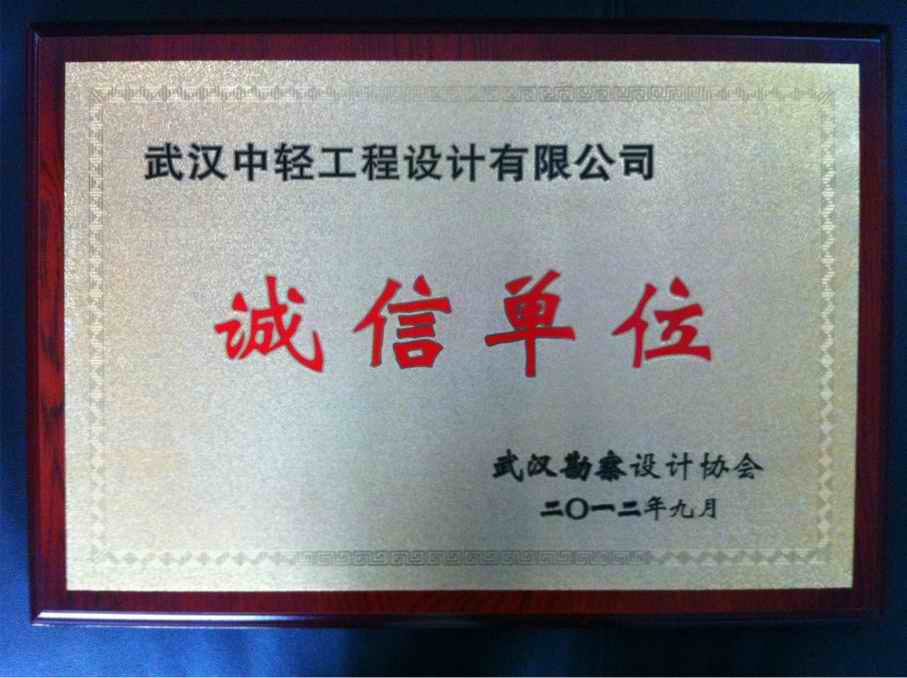 武汉中轻工程设计有限公司
诚信单位
武汉勘察设计协会
二〇一二年九月